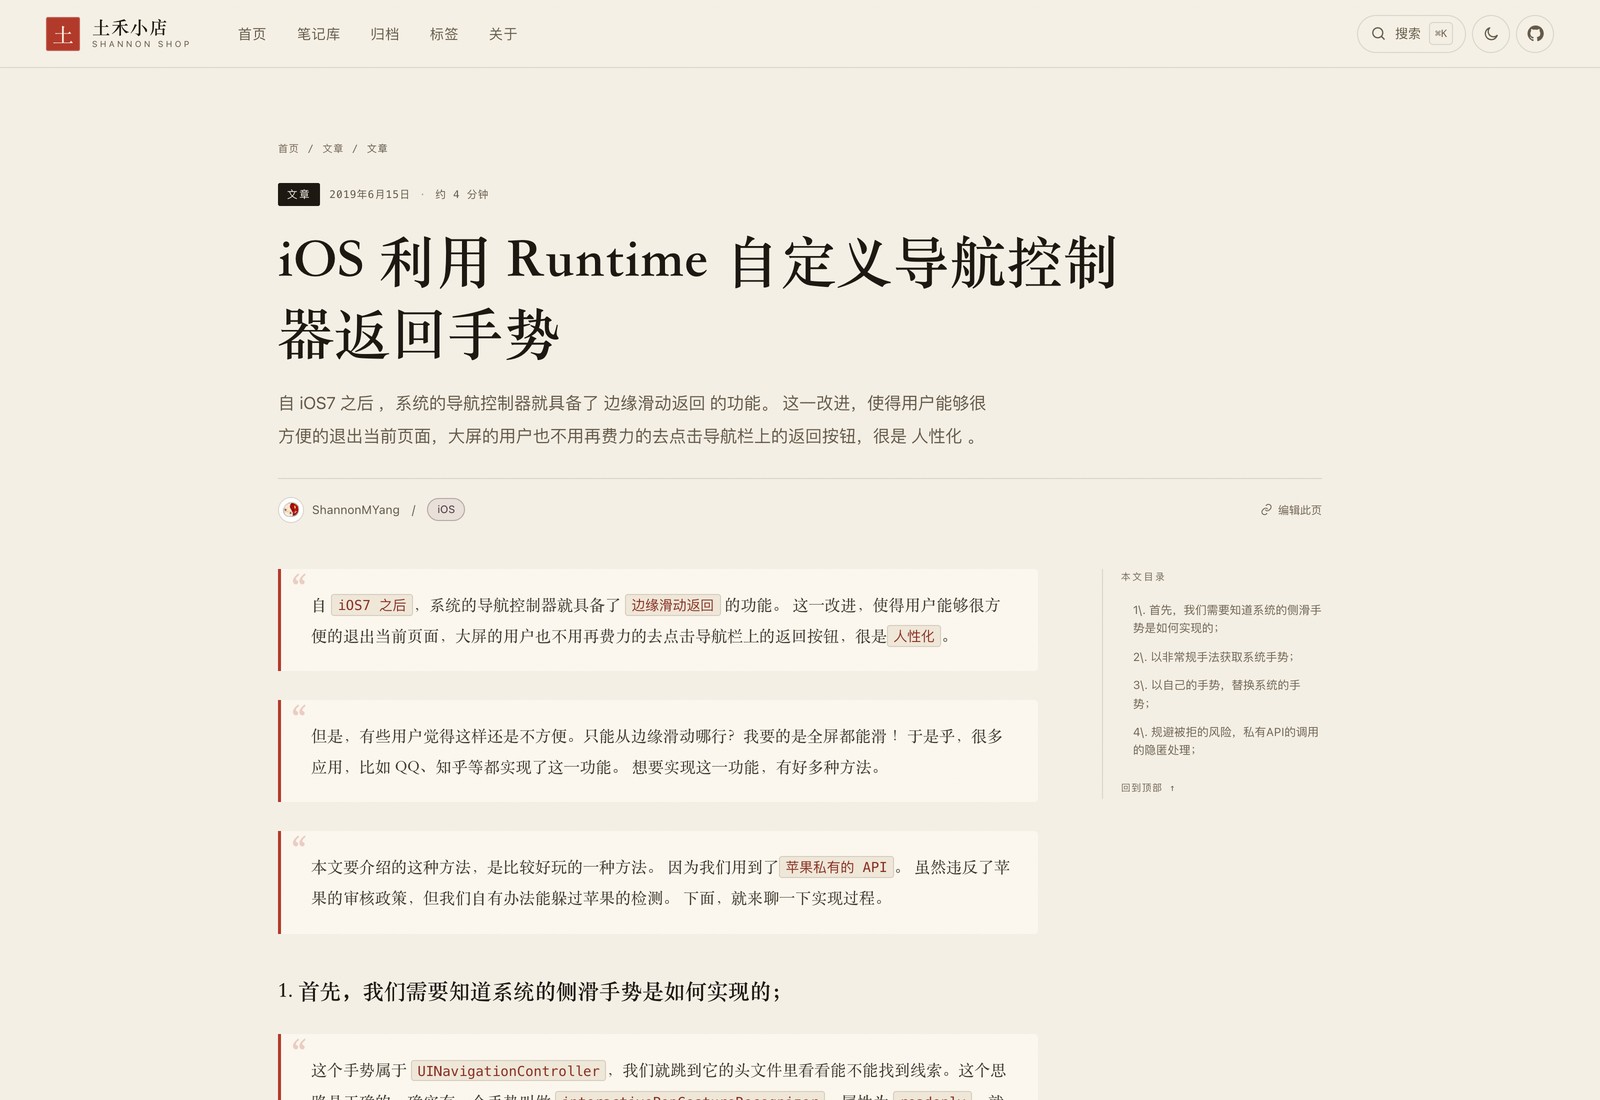 土
土禾小店
SHANNON SHOP
首页
笔记库
归档
标签
关于
搜索 ⌘K
首页 / 文章 / 文章
文章 2019年6月15日 · 约 4 分钟
iOS 利用 Runtime 自定义导航控制
器返回手势
自 iOS7 之后 ，系统的导航控制器就具备了 边缘滑动返回 的功能。 这一改进，使得用户能够很
方便的退出当前页面，大屏的用户也不用再费力的去点击导航栏上的返回按钮，很是 人性化 。
ShannonMYang / iOS
编辑此页
“
自 iOS7 之后 ，系统的导航控制器就具备了 边缘滑动返回 的功能。 这一改进，使得用户能够很方
便的退出当前页面，大屏的用户也不用再费力的去点击导航栏上的返回按钮，很是 人性化 。
“
但是，有些用户觉得这样还是不方便。只能从边缘滑动哪行？我要的是全屏都能滑 ！ 于是乎，很多
应用，比如 QQ、知乎等都实现了这一功能。 想要实现这一功能，有好多种方法。
“
本文要介绍的这种方法，是比较好玩的一种方法。 因为我们用到了 苹果私有的 API 。 虽然违反了苹
果的审核政策，但我们自有办法能躲过苹果的检测。 下面，就来聊一下实现过程。
1. 首先，我们需要知道系统的侧滑手势是如何实现的；
“
这个手势属于 UINavigationController ，我们就跳到它的头文件里看看能不能找到线索。这个思
本文目录
1\. 首先，我们需要知道系统的侧滑手
势是如何实现的；
2\. 以非常规手法获取系统手势；
3\. 以自己的手势，替换系统的手
势；
4\. 规避被拒的风险，私有API的调用
的隐匿处理；
回到顶部 ↑